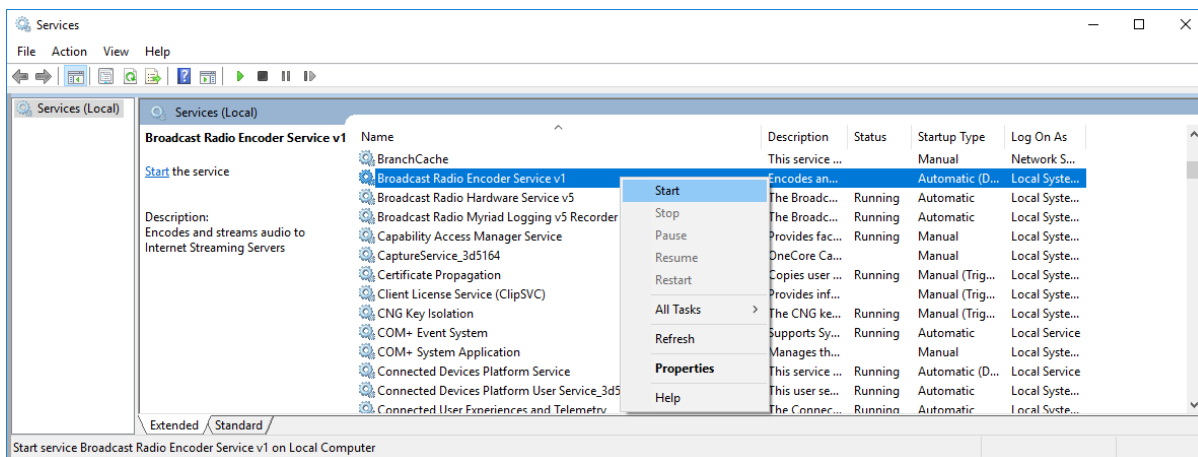 Services
File Action View Help
Services (Local)
Services (Local)
Broadcast Radio Encoder Service v1
Start the service
Description:
Encodes and streams audio to
Internet Streaming Servers
Name Description Status Startup Type Log On As
BranchCache This service ... Manual Network S...
Broadcast Radio Encoder Service v1 Encodes an... Automatic (D... Local Syste...
Broadcast Radio Hardware Service v5 The Broadc... Running Automatic Local Syste...
Broadcast Radio Myriad Logging v5 Recorder The Broadc... Running Automatic Local Syste...
Capability Access Manager Service Provides fac... Running Manual Local Syste...
CaptureService_3d5164 OneCore Ca... Manual Local Syste...
Certificate Propagation Copies user ... Running Manual (Trig... Local Syste...
Client License Service (ClipSVC) Provides inf... Manual (Trig... Local Syste...
CNG Key Isolation The CNG ke... Running Manual (Trig... Local Syste...
COM+ Event System Supports Sy... Running Automatic Local Service
COM+ System Application Manages th... Manual Local Syste...
Connected Devices Platform Service This service ... Running Automatic (D... Local Service
Connected Devices Platform User Service_3d5 This user se... Running Automatic Local Syste...
Connected User Experiences and Telemetry The Connec... Running Automatic Local Syste...
Start
Stop
Pause
Resume
Restart
All Tasks
Refresh
Properties
Help
Extended Standard
Start service Broadcast Radio Encoder Service v1 on Local Computer